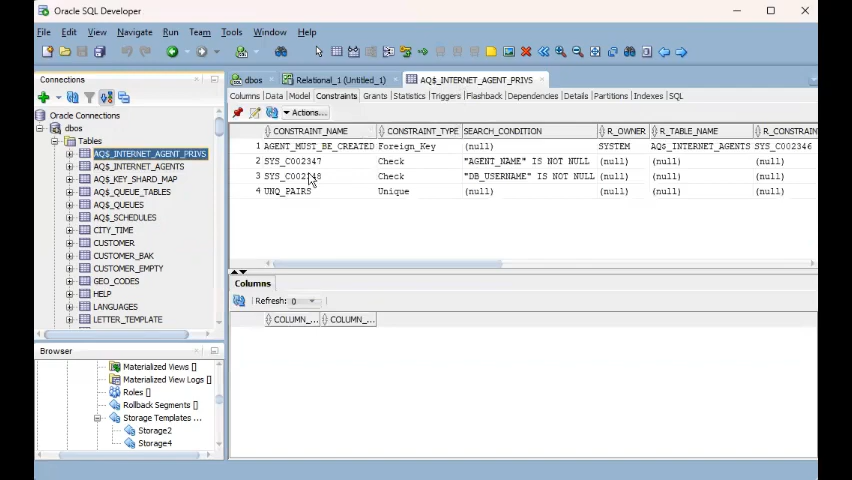 Oracle SQL Developer
File Edit View Navigate Run Team Tools Window Help
Connections
dbos
Relational_1 (Untitled_1)
AQ$_INTERNET_AGENT_PRIVS
Columns Data Model Constraints Grants Statistics Triggers Flashback Dependencies Details Partitions Indexes SQL
Actions...
Oracle Connections
dbos
Tables
AQ$_INTERNET_AGENT_PRIVS
AQ$_INTERNET_AGENTS
AQ$_KEY_SHARD_MAP
AQ$_QUEUE_TABLES
AQ$_QUEUES
AQ$_SCHEDULES
CITY_TIME
CUSTOMER
CUSTOMER_BAK
CUSTOMER_EMPTY
GEO_CODES
HELP
LANGUAGES
LETTER_TEMPLATE
CONSTRAINT_NAME CONSTRAINT_TYPE SEARCH_CONDITION R_OWNER R_TABLE_NAME R_CONSTRAIN
1 AGENT_MUST_BE_CREATED Foreign_Key (null) SYSTEM AQ$_INTERNET_AGENTS SYS_C002346
2 SYS_C002347 Check "AGENT_NAME" IS NOT NULL (null) (null) (null)
3 SYS_C002348 Check "DB_USERNAME" IS NOT NULL (null) (null) (null)
4 UNQ_PAIRS Unique (null) (null) (null) (null)
Columns
Refresh: 0
COLUMN_... COLUMN_...
Browser
Materialized Views []
Materialized View Logs []
Roles []
Rollback Segments []
Storage Templates ...
Storage2
Storage4